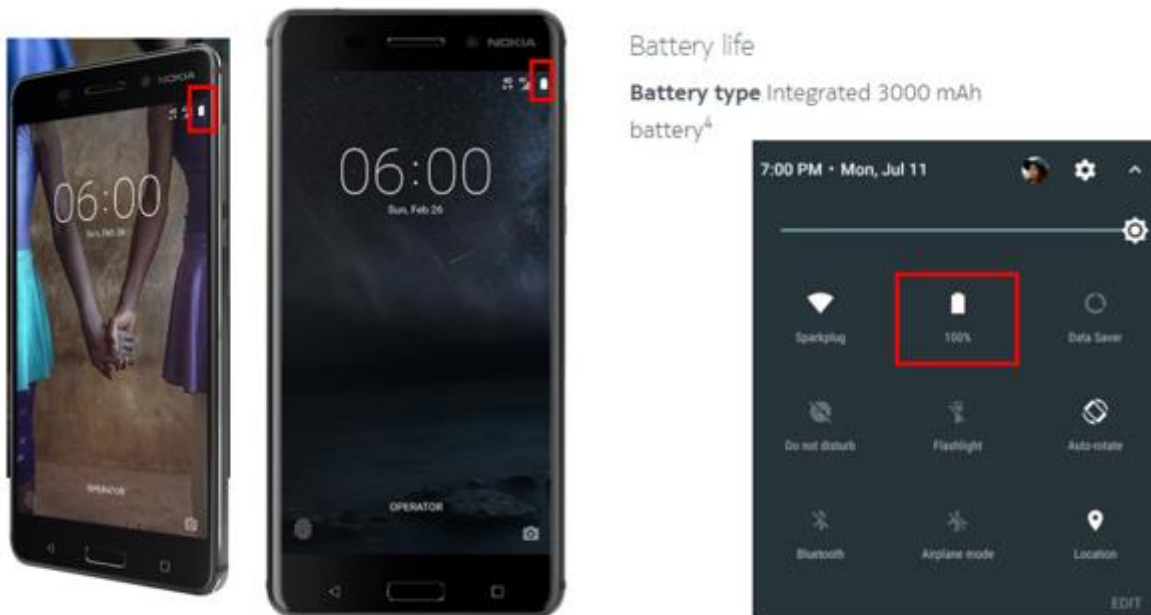 NOKIA
06:00
Sun, Feb 26
OPERATOR
NOKIA
06:00
Sun, Feb 26
OPERATOR
Battery life
Battery type Integrated 3000 mAh
battery4
7:00 PM • Mon, Jul 11
Sparkplug
100%
Data Saver
Do not disturb
Flashlight
Auto-rotate
Bluetooth
Airplane mode
Location
EDIT